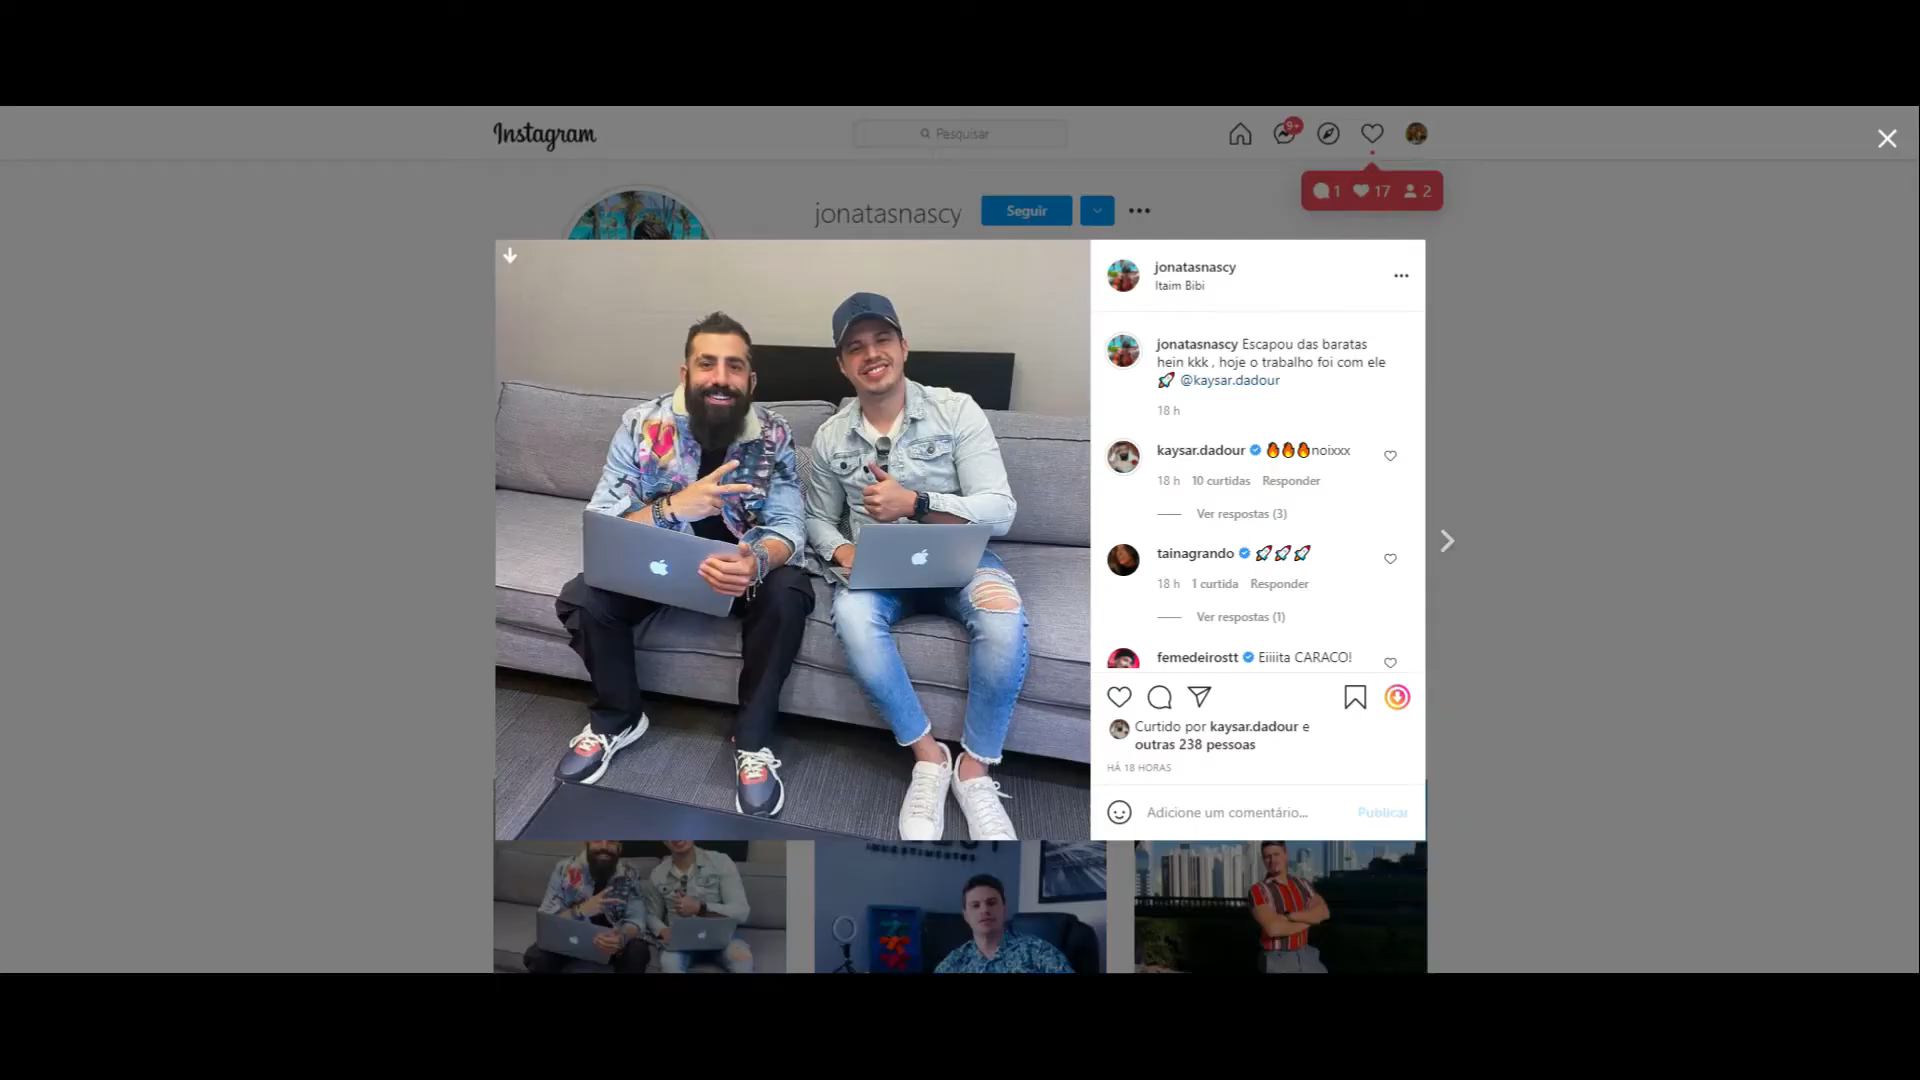 Instagram
Pesquisar
9+
1 17 2
jonatasnascy
Seguir
jonatasnascy
Itaim Bibi
jonatasnascy Escapou das baratas
hein kkk , hoje o trabalho foi com ele
🚀 @kaysar.dadour
18 h
kaysar.dadour 🔥🔥🔥noixxx
18 h 10 curtidas Responder
Ver respostas (3)
tainagrando 🚀🚀🚀
18 h 1 curtida Responder
Ver respostas (1)
femedeirostt Eiiiita CARACO!
Curtido por kaysar.dadour e
outras 238 pessoas
HÁ 18 HORAS
Adicione um comentário... Publicar
INVESTIMENTOS